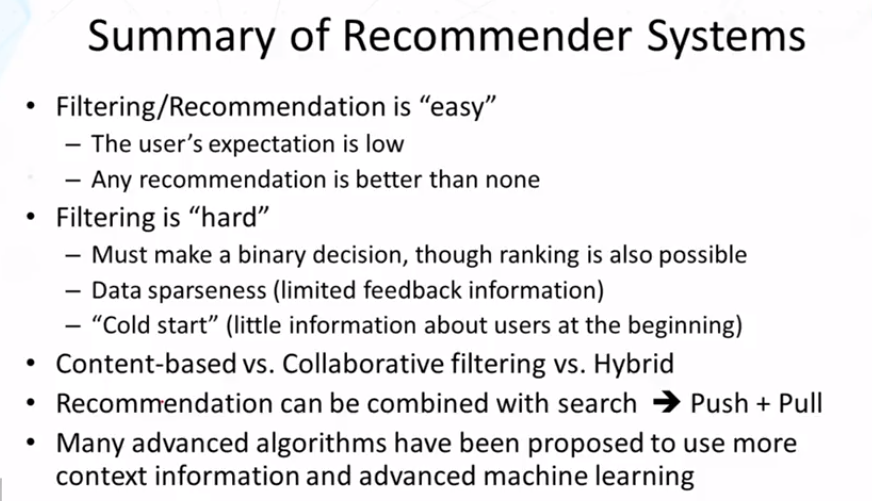 Summary of Recommender Systems
• Filtering/Recommendation is “easy”
– The user’s expectation is low
– Any recommendation is better than none
• Filtering is “hard”
– Must make a binary decision, though ranking is also possible
– Data sparseness (limited feedback information)
– “Cold start” (little information about users at the beginning)
• Content-based vs. Collaborative filtering vs. Hybrid
• Recommendation can be combined with search ➔ Push + Pull
• Many advanced algorithms have been proposed to use more
context information and advanced machine learning